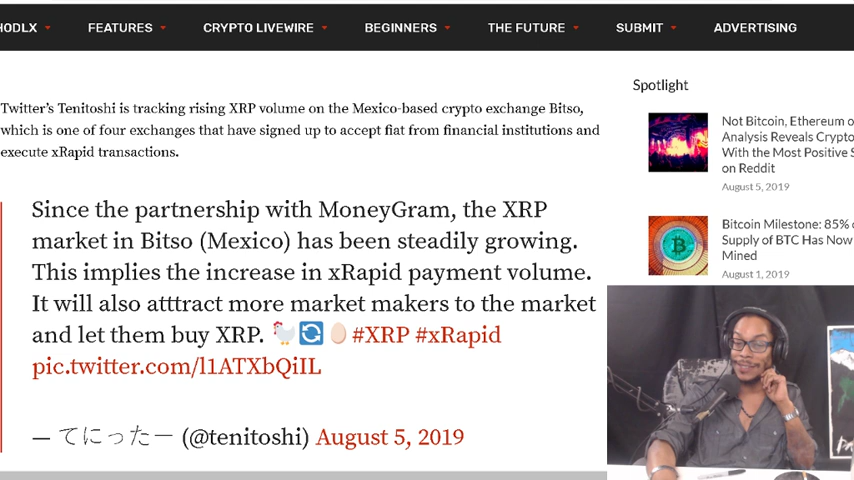 HODLX FEATURES CRYPTO LIVEWIRE BEGINNERS THE FUTURE SUBMIT ADVERTISING
Twitter's Tenitoshi is tracking rising XRP volume on the Mexico-based crypto exchange Bitso,
which is one of four exchanges that have signed up to accept fiat from financial institutions and
execute xRapid transactions.
Since the partnership with MoneyGram, the XRP
market in Bitso (Mexico) has been steadily growing.
This implies the increase in xRapid payment volume.
It will also atttract more market makers to the market
and let them buy XRP. 🐔🔄🥚 #XRP #xRapid
pic.twitter.com/l1ATXbQiIL
— てにったー (@tenitoshi) August 5, 2019
Spotlight
Not Bitcoin, Ethereum o
Analysis Reveals Crypto
With the Most Positive S
on Reddit
August 5, 2019
Bitcoin Milestone: 85% o
Supply of BTC Has Now
Mined
August 1, 2019